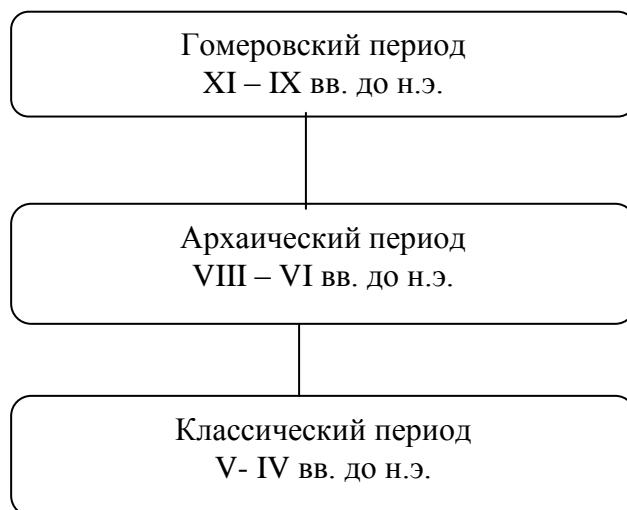 Гомеровский период
XI – IX вв. до н.э.
Архаический период
VIII – VI вв. до н.э.
Классический период
V- IV вв. до н.э.